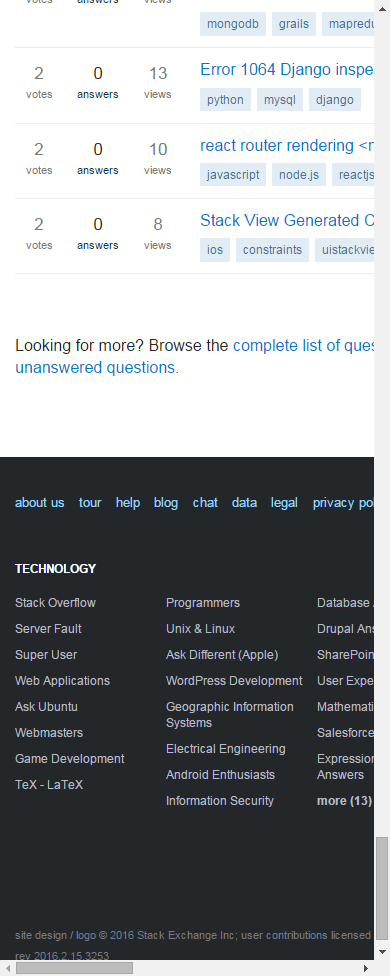 votes answers views
mongodb grails mapredu
2 0 13 Error 1064 Django inspe
votes answers views
python mysql django
2 0 10 react router rendering <n
votes answers views
javascript node.js reactjs
2 0 8 Stack View Generated C
votes answers views
ios constraints uistackvie
Looking for more? Browse the complete list of ques
unanswered questions.
about us tour help blog chat data legal privacy pol
TECHNOLOGY
Stack Overflow
Server Fault
Super User
Web Applications
Ask Ubuntu
Webmasters
Game Development
TeX - LaTeX
Programmers
Unix & Linux
Ask Different (Apple)
WordPress Development
Geographic Information
Systems
Electrical Engineering
Android Enthusiasts
Information Security
Database
Drupal Ans
SharePoin
User Expe
Mathemati
Salesforce
Expression
Answers
more (13)
site design / logo © 2016 Stack Exchange Inc; user contributions licensed
rev 2016.2.15.3253